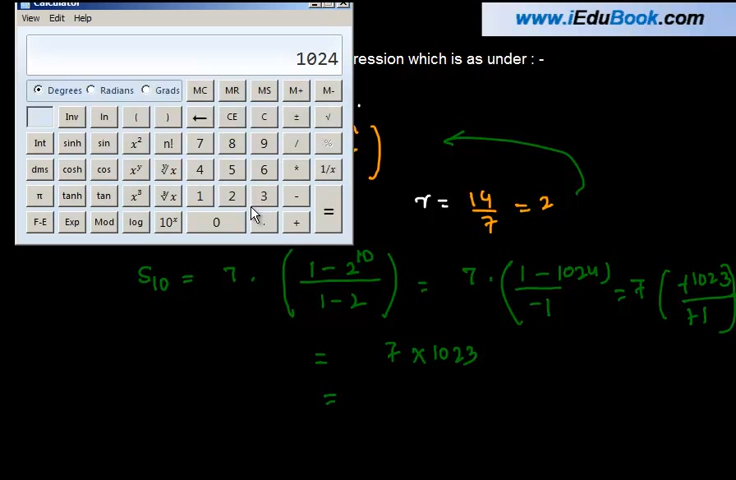 Calculator
www.iEduBook.com
View Edit Help
1024
ression which is as under : -
Degrees Radians Grads MC MR MS M+ M-
Inv ln ( ) ← CE C ± √
Int sinh sin x² n! 7 8 9 / %
dms cosh cos xʸ ʸ√x 4 5 6 * 1/x
π tanh tan x³ ³√x 1 2 3 - =
F-E Exp Mod log 10ˣ 0 . +
r = 14/7 = 2
S₁₀ = 7 · ( (1 - 2¹⁰) / (1 - 2) ) = 7 · ( (1 - 1024) / -1 ) = 7 ( +1023 / +1 )
= 7 × 1023
=